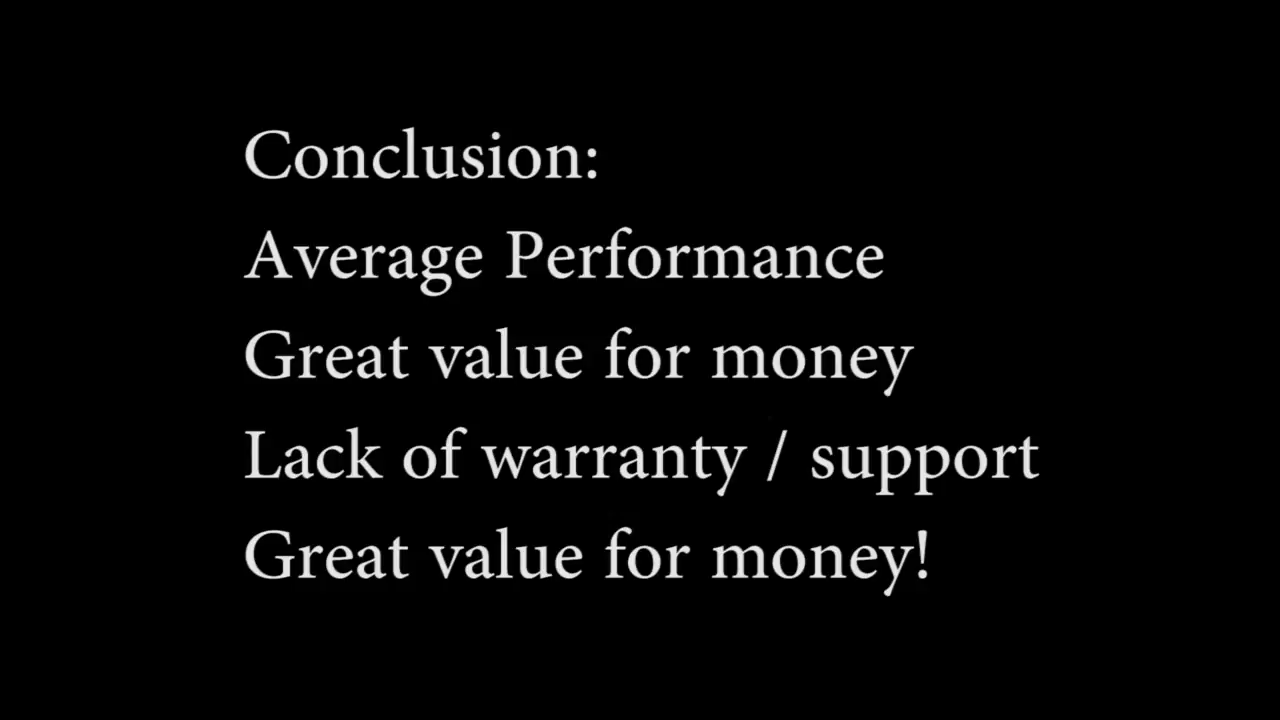 Conclusion:
Average Performance
Great value for money
Lack of warranty / support
Great value for money!